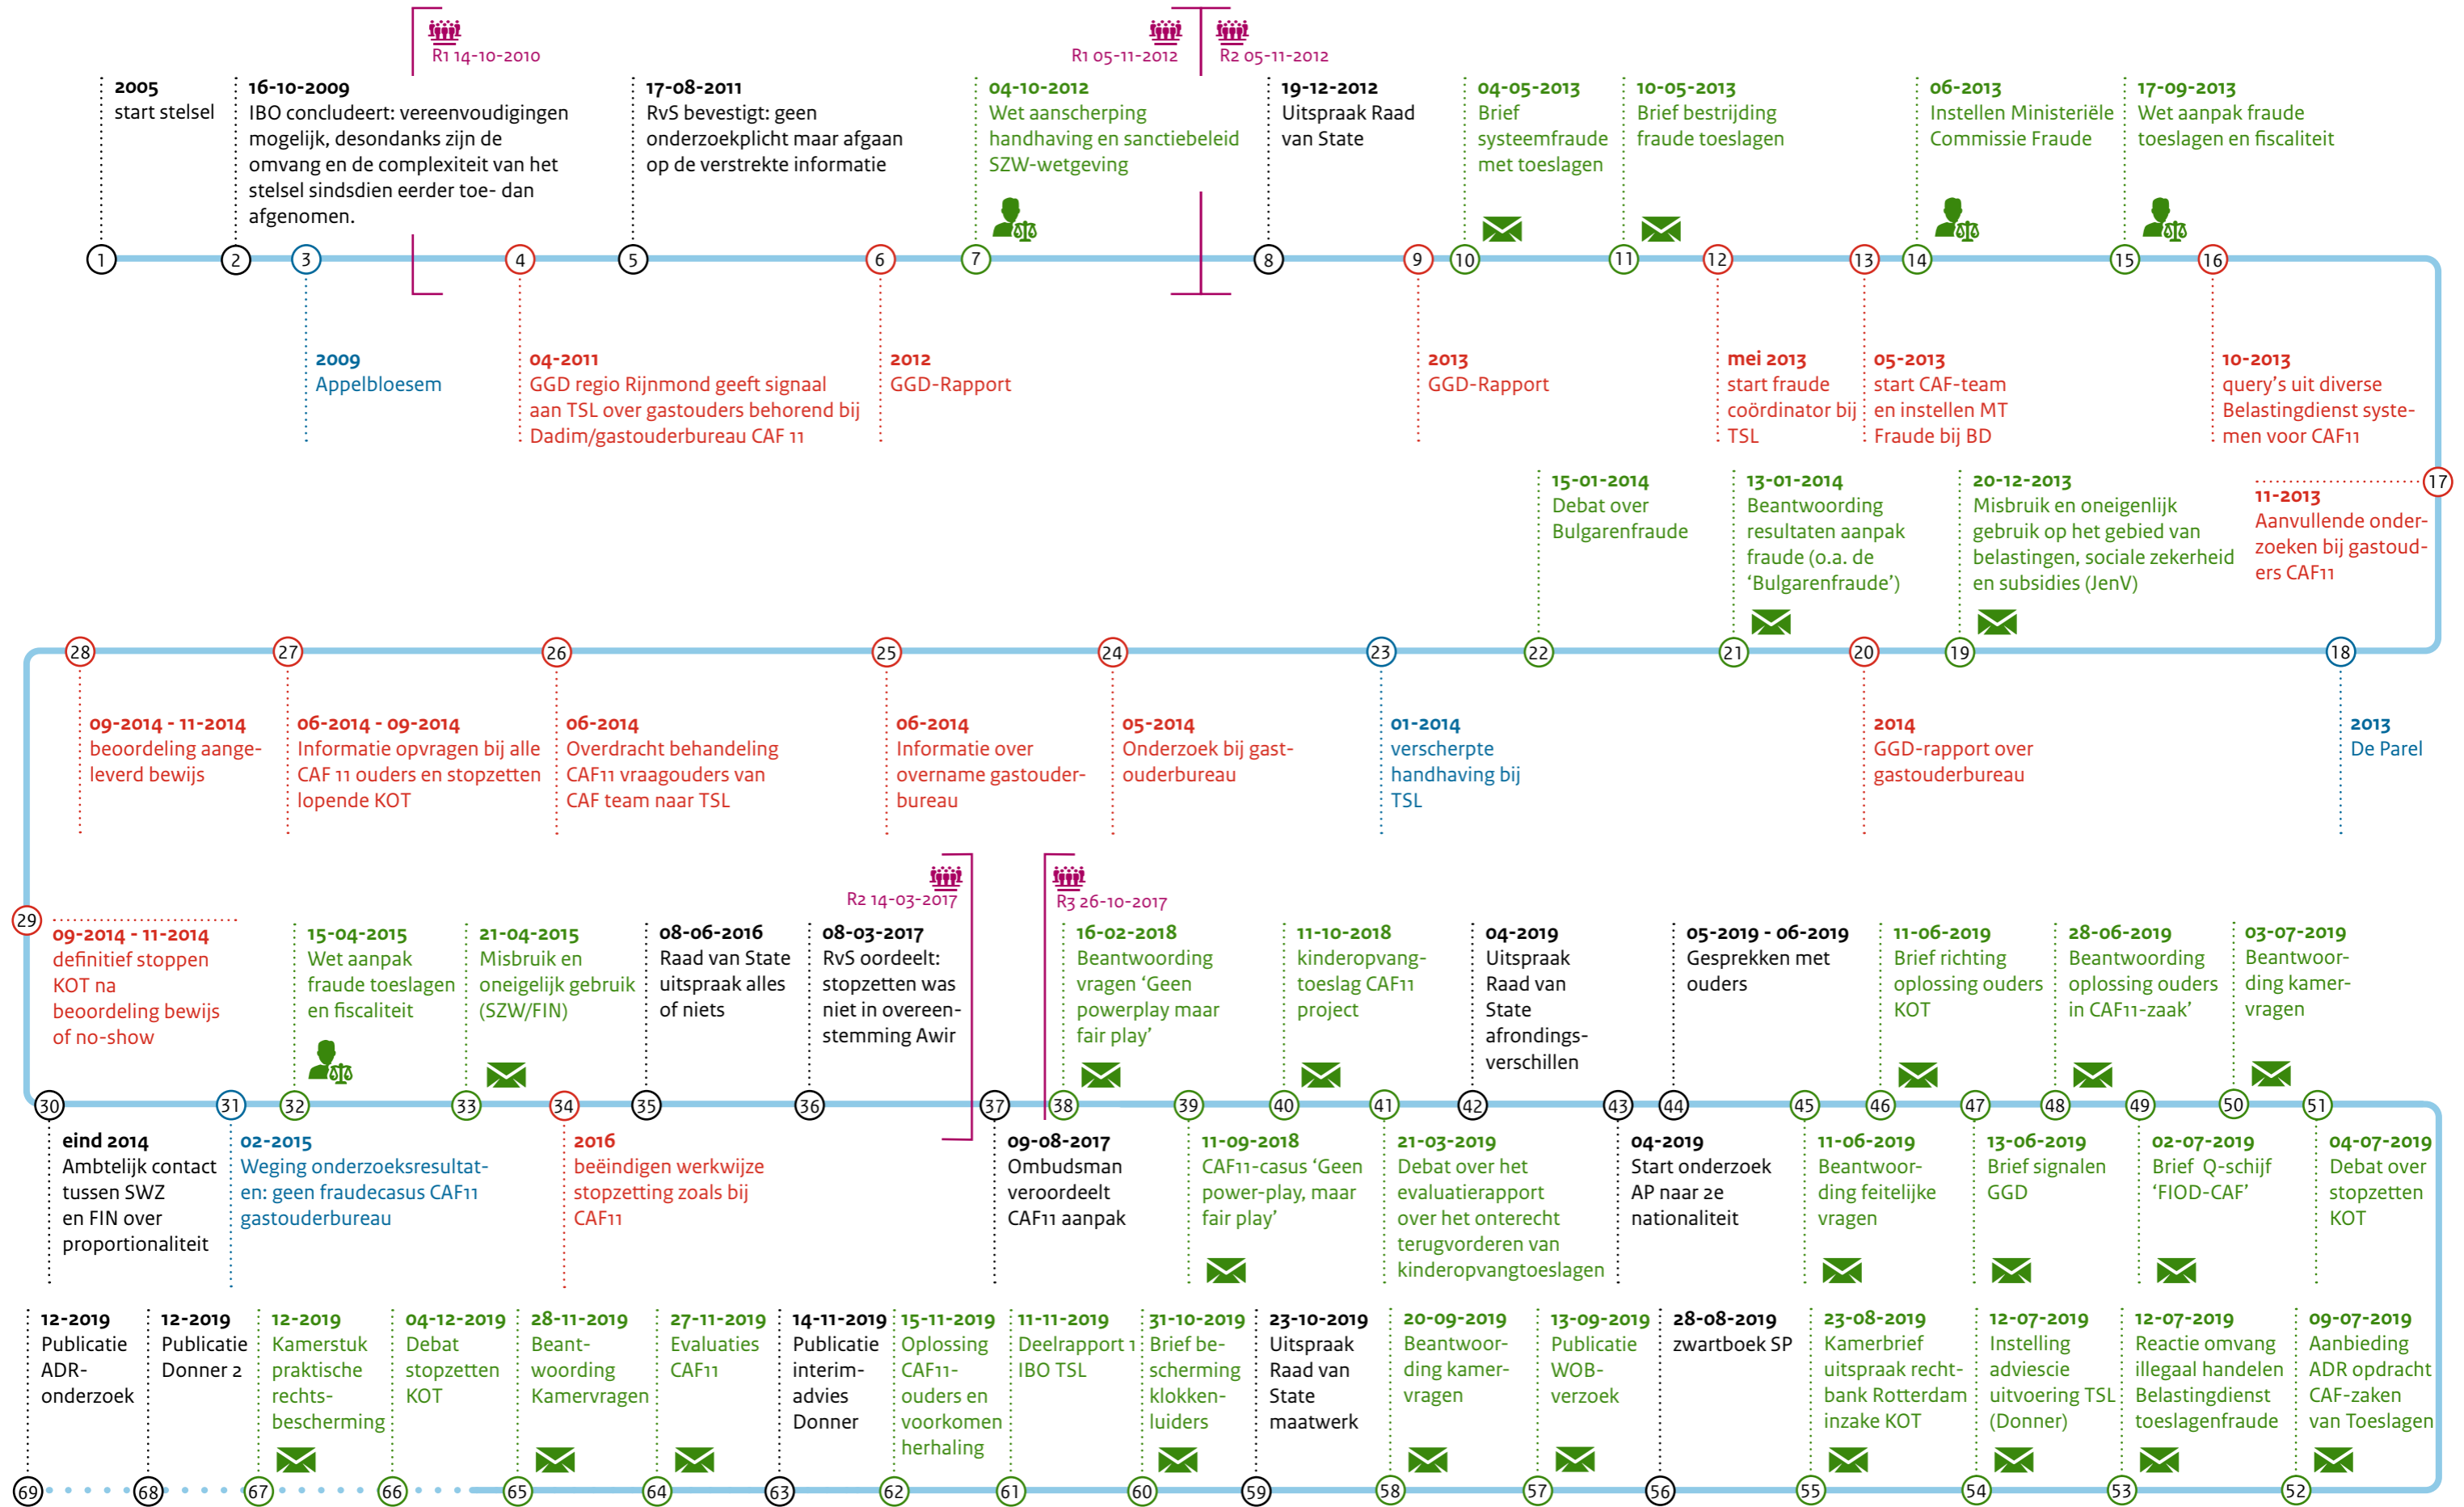 R1 14-10-2010
R1 05-11-2012
R2 05-11-2012
2005
start stelsel
16-10-2009
IBO concludeert: vereenvoudigingen
mogelijk, desondanks zijn de
omvang en de complexiteit van het
stelsel sindsdien eerder toe- dan
afgenomen.
17-08-2011
RvS bevestigt: geen
onderzoekplicht maar afgaan
op de verstrekte informatie
04-10-2012
Wet aanscherping
handhaving en sanctiebeleid
SZW-wetgeving
19-12-2012
Uitspraak Raad
van State
04-05-2013
Brief
systeemfraude
met toeslagen
10-05-2013
Brief bestrijding
fraude toeslagen
06-2013
Instellen Ministeriële
Commissie Fraude
17-09-2013
Wet aanpak fraude
toeslagen en fiscaliteit
1
2
3
4
5
6
7
8
9
10
11
12
13
14
15
16
2009
Appelbloesem
04-2011
GGD regio Rijnmond geeft signaal
aan TSL over gastouders behorend bij
Dadim/gastouderbureau CAF 11
2012
GGD-Rapport
2013
GGD-Rapport
mei 2013
start fraude
coördinator bij
TSL
05-2013
start CAF-team
en instellen MT
Fraude bij BD
10-2013
query's uit diverse
Belastingdienst syste-
men voor CAF11
17
11-2013
Aanvullende onder-
zoeken bij gastoud-
ers CAF11
15-01-2014
Debat over
Bulgarenfraude
13-01-2014
Beantwoording
resultaten aanpak
fraude (o.a. de
‘Bulgarenfraude’)
20-12-2013
Misbruik en oneigenlijk
gebruik op het gebied van
belastingen, sociale zekerheid
en subsidies (JenV)
28
27
26
25
24
23
22
21
20
19
18
09-2014 - 11-2014
beoordeling aange-
leverd bewijs
06-2014 - 09-2014
Informatie opvragen bij alle
CAF 11 ouders en stopzetten
lopende KOT
06-2014
Overdracht behandeling
CAF11 vraagouders van
CAF team naar TSL
06-2014
Informatie over
overname gastouder-
bureau
05-2014
Onderzoek bij gast-
ouderbureau
01-2014
verscherpte
handhaving bij
TSL
2014
GGD-rapport over
gastouderbureau
2013
De Parel
R2 14-03-2017
R3 26-10-2017
29
09-2014 - 11-2014
definitief stoppen
KOT na
beoordeling bewijs
of no-show
15-04-2015
Wet aanpak
fraude toeslagen
en fiscaliteit
21-04-2015
Misbruik en
oneigelijk gebruik
(SZW/FIN)
08-06-2016
Raad van State
uitspraak alles
of niets
08-03-2017
RvS oordeelt:
stopzetten was
niet in overeen-
stemming Awir
16-02-2018
Beantwoording
vragen ‘Geen
powerplay maar
fair play’
11-10-2018
kinderopvang-
toeslag CAF11
project
04-2019
Uitspraak
Raad van
State
afrondings-
verschillen
05-2019 - 06-2019
Gesprekken met
ouders
11-06-2019
Brief richting
oplossing ouders
KOT
28-06-2019
Beantwoording
oplossing ouders
in CAF11-zaak’
03-07-2019
Beantwoor-
ding kamer-
vragen
30
31
32
33
34
35
36
37
38
39
40
41
42
43
44
45
46
47
48
49
50
51
eind 2014
Ambtelijk contact
tussen SWZ
en FIN over
proportionaliteit
02-2015
Weging onderzoeksresultat-
en: geen fraudecasus CAF11
gastouderbureau
2016
beëindigen werkwijze
stopzetting zoals bij
CAF11
09-08-2017
Ombudsman
veroordeelt
CAF11 aanpak
11-09-2018
CAF11-casus ‘Geen
power-play, maar
fair play’
21-03-2019
Debat over het
evaluatierapport
over het onterecht
terugvorderen van
kinderopvangtoeslagen
04-2019
Start onderzoek
AP naar 2e
nationaliteit
11-06-2019
Beantwoor-
ding feitelijke
vragen
13-06-2019
Brief signalen
GGD
02-07-2019
Brief Q-schijf
‘FIOD-CAF’
04-07-2019
Debat over
stopzetten
KOT
12-2019
Publicatie
ADR-
onderzoek
12-2019
Publicatie
Donner 2
12-2019
Kamerstuk
praktische
rechts-
bescherming
04-12-2019
Debat
stopzetten
KOT
28-11-2019
Beant-
woording
Kamervragen
27-11-2019
Evaluaties
CAF11
14-11-2019
Publicatie
interim-
advies
Donner
15-11-2019
Oplossing
CAF11-
ouders en
voorkomen
herhaling
11-11-2019
Deelrapport 1
IBO TSL
31-10-2019
Brief be-
scherming
klokken-
luiders
23-10-2019
Uitspraak
Raad van
State
maatwerk
20-09-2019
Beantwoor-
ding kamer-
vragen
13-09-2019
Publicatie
WOB-
verzoek
28-08-2019
zwartboek SP
23-08-2019
Kamerbrief
uitspraak recht-
bank Rotterdam
inzake KOT
12-07-2019
Instelling
adviescie
uitvoering TSL
(Donner)
12-07-2019
Reactie omvang
illegaal handelen
Belastingdienst
toeslagenfraude
09-07-2019
Aanbieding
ADR opdracht
CAF-zaken
van Toeslagen
69
68
67
66
65
64
63
62
61
60
59
58
57
56
55
54
53
52